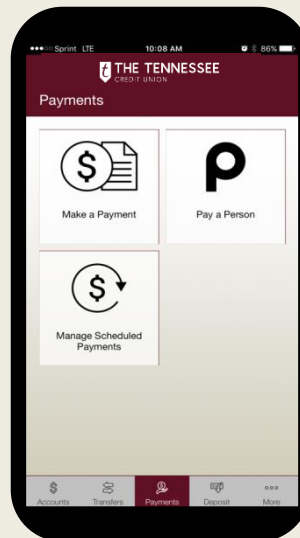 Sprint LTE 10:08 AM 86%
t THE TENNESSEE
CREDIT UNION
Payments
Make a Payment
Pay a Person
Manage Scheduled
Payments
Accounts Transfers Payments Deposit More